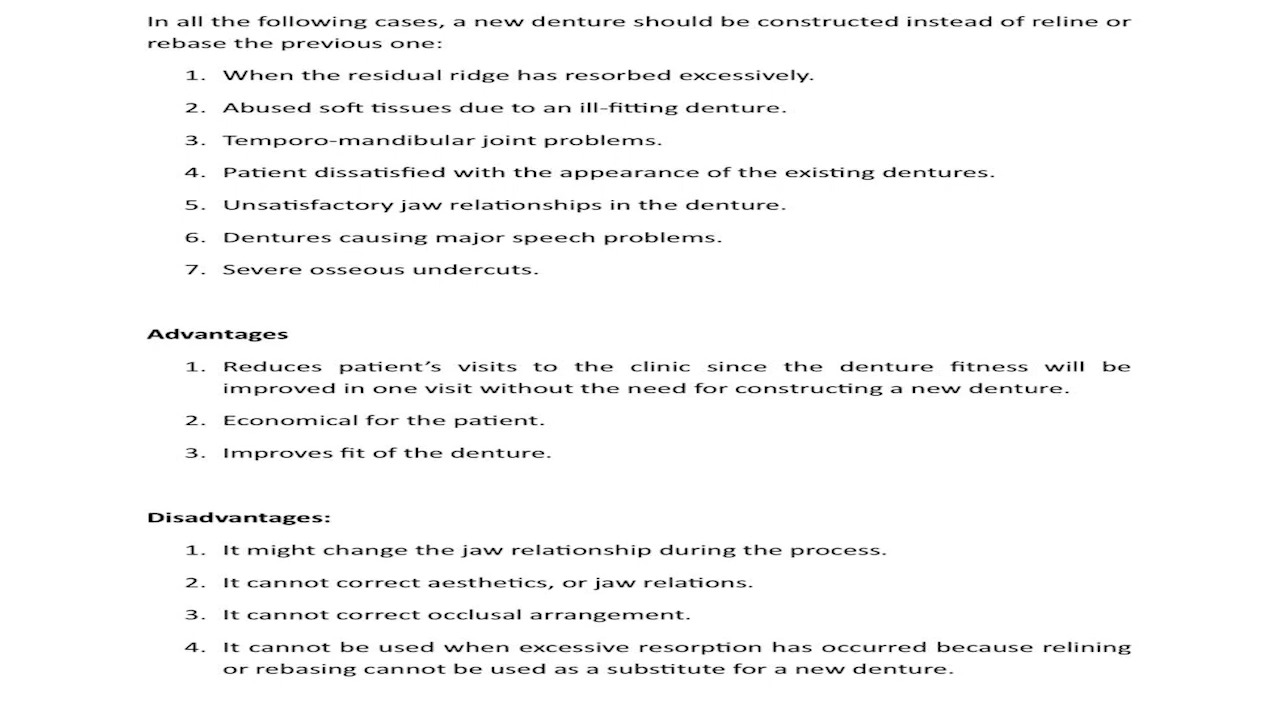 In all the following cases, a new denture should be constructed instead of reline or
rebase the previous one:
1. When the residual ridge has resorbed excessively.
2. Abused soft tissues due to an ill-fitting denture.
3. Temporo-mandibular joint problems.
4. Patient dissatisfied with the appearance of the existing dentures.
5. Unsatisfactory jaw relationships in the denture.
6. Dentures causing major speech problems.
7. Severe osseous undercuts.
Advantages
1. Reduces patient’s visits to the clinic since the denture fitness will be
improved in one visit without the need for constructing a new denture.
2. Economical for the patient.
3. Improves fit of the denture.
Disadvantages:
1. It might change the jaw relationship during the process.
2. It cannot correct aesthetics, or jaw relations.
3. It cannot correct occlusal arrangement.
4. It cannot be used when excessive resorption has occurred because relining
or rebasing cannot be used as a substitute for a new denture.